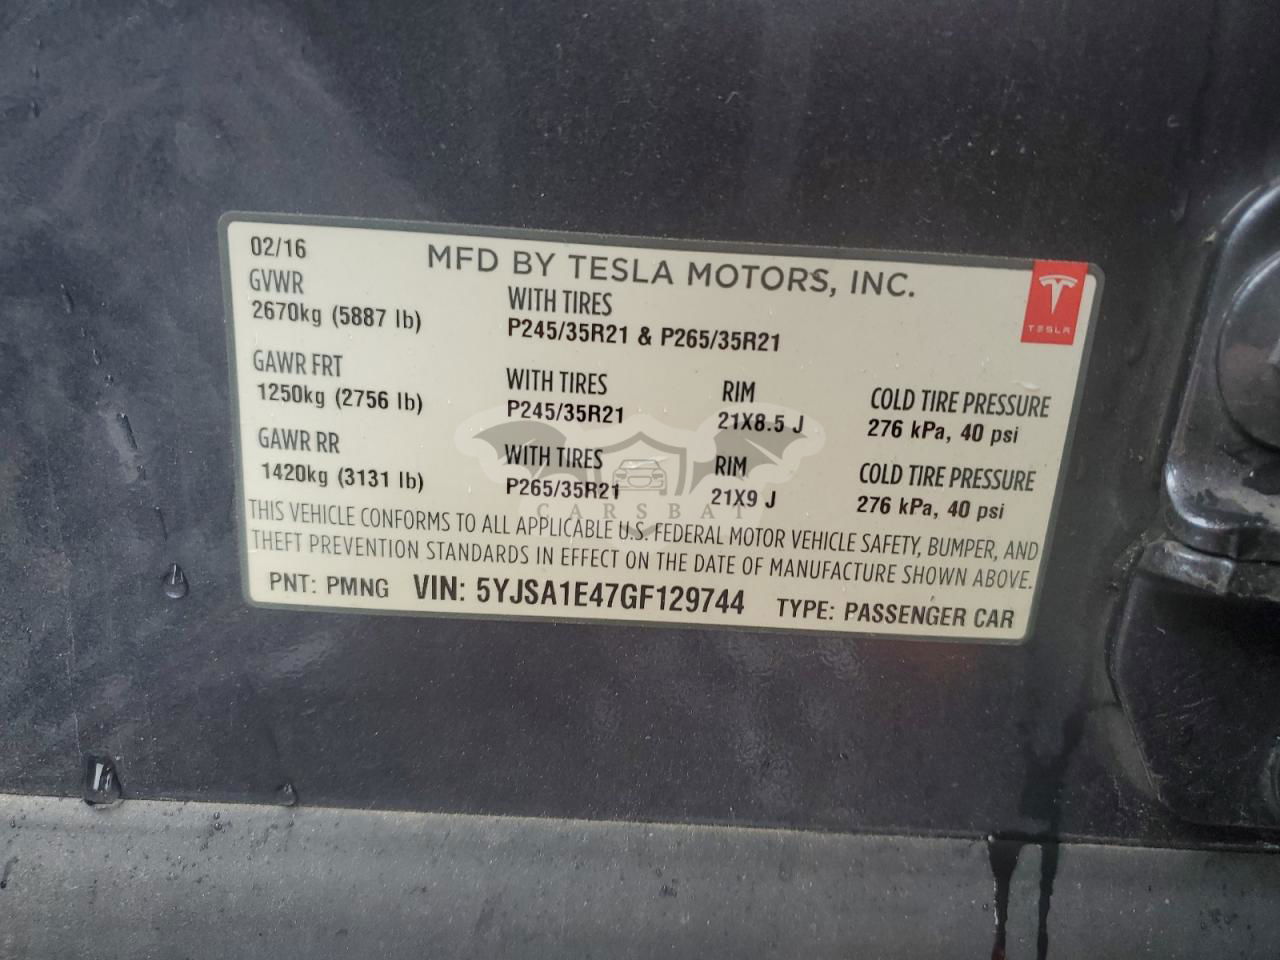 02/16
MFD BY TESLA MOTORS, INC.
TESLA
GVWR
2670kg (5887 lb)
WITH TIRES
P245/35R21 & P265/35R21
GAWR FRT
1250kg (2756 lb)
WITH TIRES
P245/35R21
RIM
21X8.5 J
COLD TIRE PRESSURE
276 kPa, 40 psi
GAWR RR
1420kg (3131 lb)
WITH TIRES
P265/35R21
RIM
21X9 J
COLD TIRE PRESSURE
276 kPa, 40 psi
CARSBAT
THIS VEHICLE CONFORMS TO ALL APPLICABLE U.S. FEDERAL MOTOR VEHICLE SAFETY, BUMPER, AND
THEFT PREVENTION STANDARDS IN EFFECT ON THE DATE OF MANUFACTURE SHOWN ABOVE.
PNT: PMNG VIN: 5YJSA1E47GF129744 TYPE: PASSENGER CAR